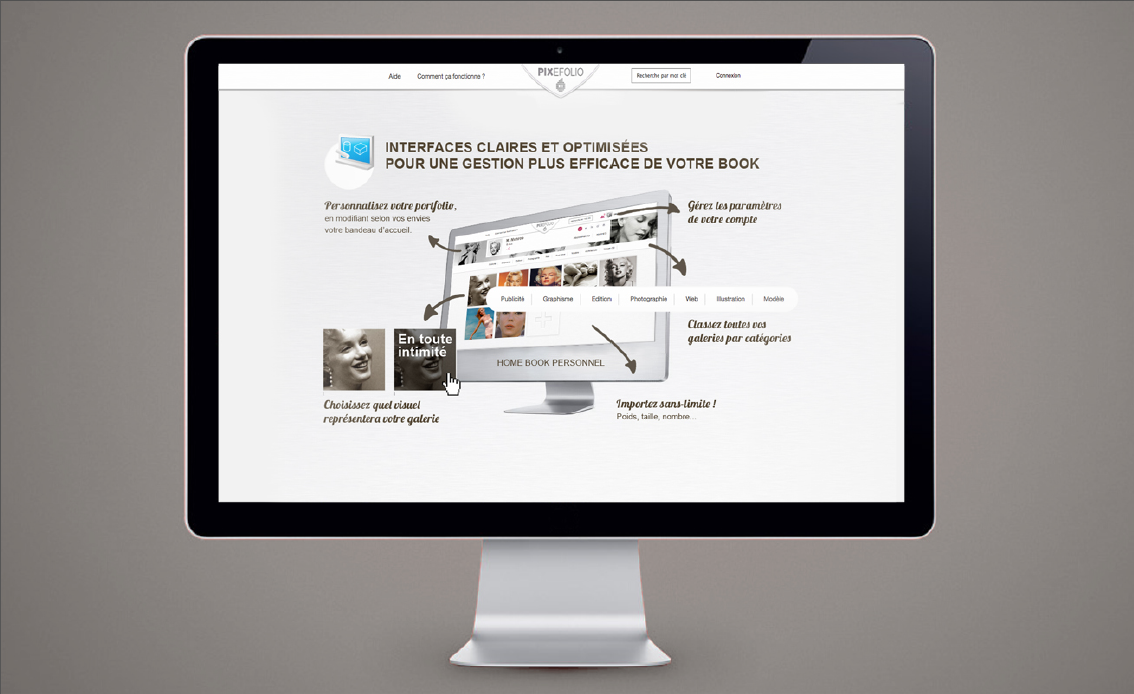 Aide
Comment ça fonctionne ?
PIXEFOLIO
Recherche par mot clé
Connexion
INTERFACES CLAIRES ET OPTIMISÉES
POUR UNE GESTION PLUS EFFICACE DE VOTRE BOOK
Personnalisez votre porifolio,
en modifiant selon vos envies
votre bandeau d'accueil.
Gérez les paramètres
de votre compte
PIXEFOLIO
Publicité
Graphisme
Edition
Photographie
Web
Illustration
Modèle
Classez toutes vos
galeries par catégories
En toute
intimité
HOME BOOK PERSONNEL
Choisissez quel visuel
représentera votre galerie
Importez sans-limite !
Poids, taille, nombre...